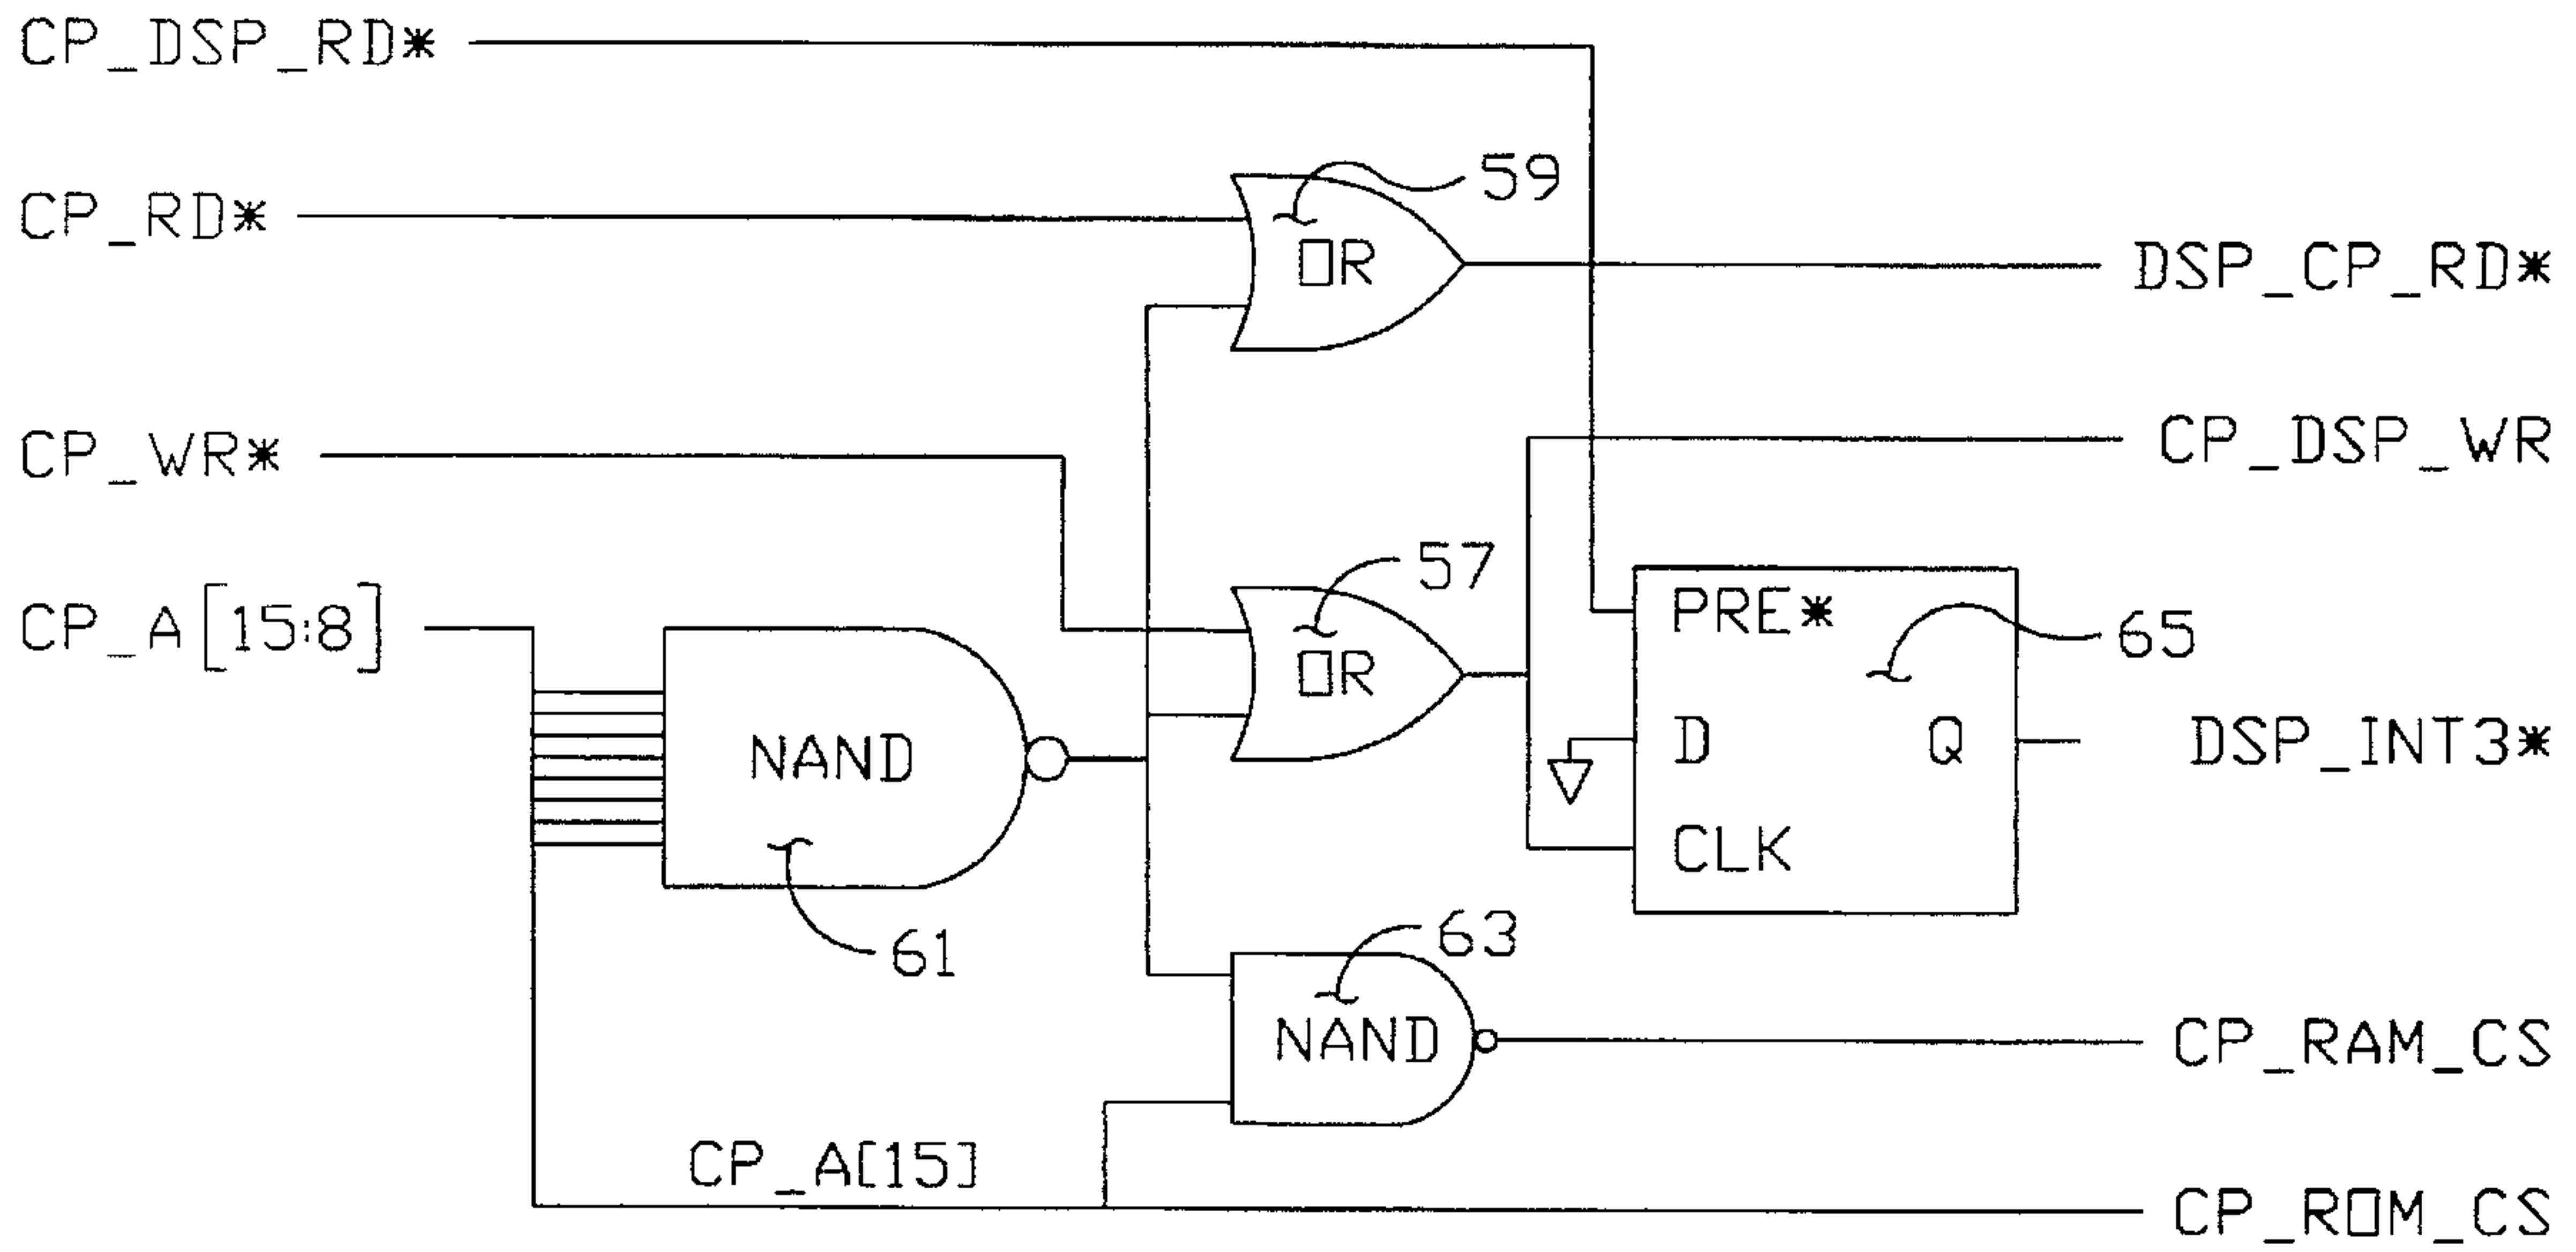 CP_DSP_RD*
59
CP_RD*
OR
DSP_CP_RD*
CP_WR*
CP_DSP_WR
57
CP_A[15:8]
OR
PRE*
65
NAND
D
Q
DSP_INT3*
CLK
61
63
NAND
CP_RAM_CS
CP_A[15]
CP_ROM_CS